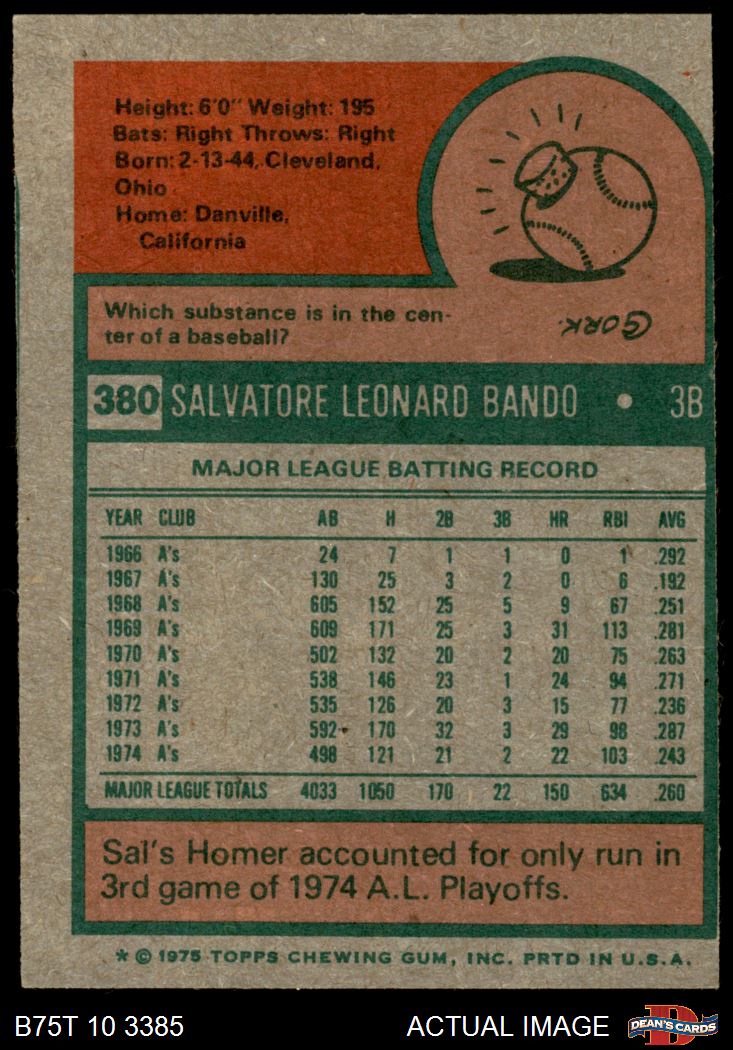 Height: 6'0" Weight: 195
Bats: Right Throws: Right
Born: 2-13-44, Cleveland,
Ohio
Home: Danville,
California
Which substance is in the cen-
ter of a baseball?
CORK.
380 SALVATORE LEONARD BANDO • 3B
MAJOR LEAGUE BATTING RECORD
YEAR CLUB AB H 2B 3B HR RBI AVG
1966 A's 24 7 1 1 0 1 .292
1967 A's 130 25 3 2 0 6 .192
1968 A's 605 152 25 5 9 67 .251
1969 A's 609 171 25 3 31 113 .281
1970 A's 502 132 20 2 20 75 .263
1971 A's 538 146 23 1 24 94 .271
1972 A's 535 126 20 3 15 77 .236
1973 A's 592 170 32 3 29 98 .287
1974 A's 498 121 21 2 22 103 .243
MAJOR LEAGUE TOTALS 4033 1050 170 22 150 634 .260
Sal's Homer accounted for only run in
3rd game of 1974 A.L. Playoffs.
* © 1975 TOPPS CHEWING GUM, INC. PRTD IN U.S.A.
B75T 10 3385 ACTUAL IMAGE D DEAN'S CARDS